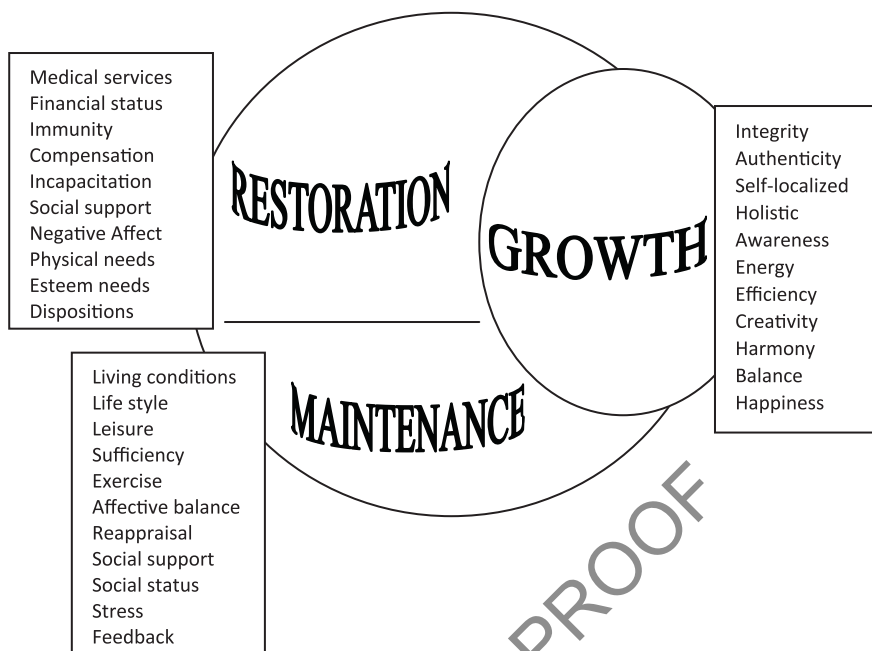 Medical services
Financial status
Immunity
Compensation
Incapacitation
Social support
Negative Affect
Physical needs
Esteem needs
Dispositions
RESTORATION
GROWTH
Integrity
Authenticity
Self-localized
Holistic
Awareness
Energy
Efficiency
Creativity
Harmony
Balance
Happiness
Living conditions
Life style
Leisure
Sufficiency
Exercise
Affective balance
Reappraisal
Social support
Social status
Stress
Feedback
MAINTENANCE
PROOF